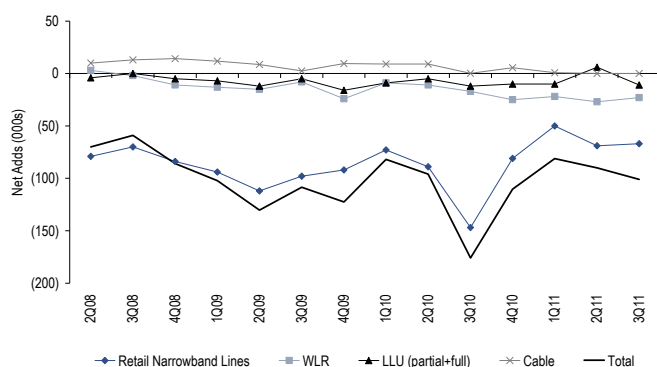 50
0
(50)
(100)
(150)
(200)
Net Adds (000s)
2Q08
3Q08
4Q08
1Q09
2Q09
3Q09
4Q09
1Q10
2Q10
3Q10
4Q10
1Q11
2Q11
3Q11
Retail Narrowband Lines
WLR
LLU (partial+full)
Cable
Total